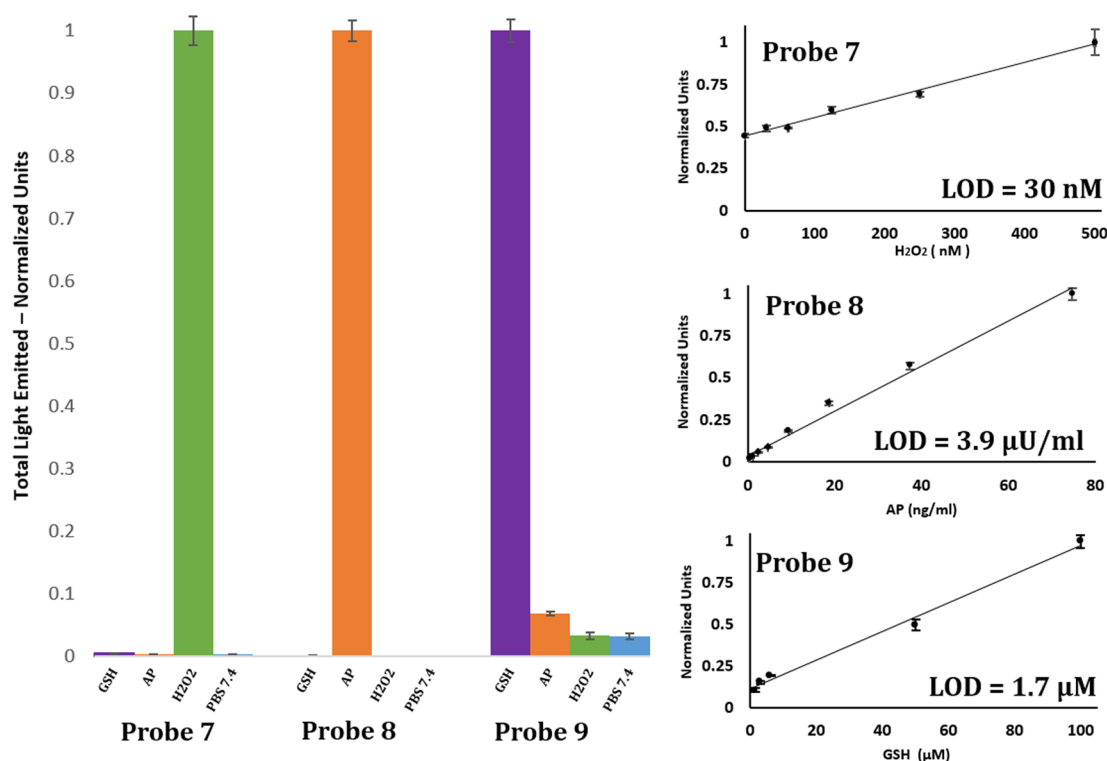 Total Light Emitted – Normalized Units
1
0.9
0.8
0.7
0.6
0.5
0.4
0.3
0.2
0.1
0
GSH
AP
H2O2
PBS 7.4
GSH
AP
H2O2
PBS 7.4
GSH
AP
H2O2
PBS 7.4
Probe 7
Probe 8
Probe 9
Probe 7
Normalized Units
1
0.75
0.5
0.25
0
LOD = 30 nM
0 100 200 300 400 500
H₂O₂ ( nM )
Probe 8
Normalized Units
1
0.75
0.5
0.25
0
LOD = 3.9 µU/ml
0 20 40 60 80
AP (ng/ml)
Probe 9
Normalized Units
1
0.75
0.5
0.25
0
LOD = 1.7 µM
0 20 40 60 80 100
GSH (µM)